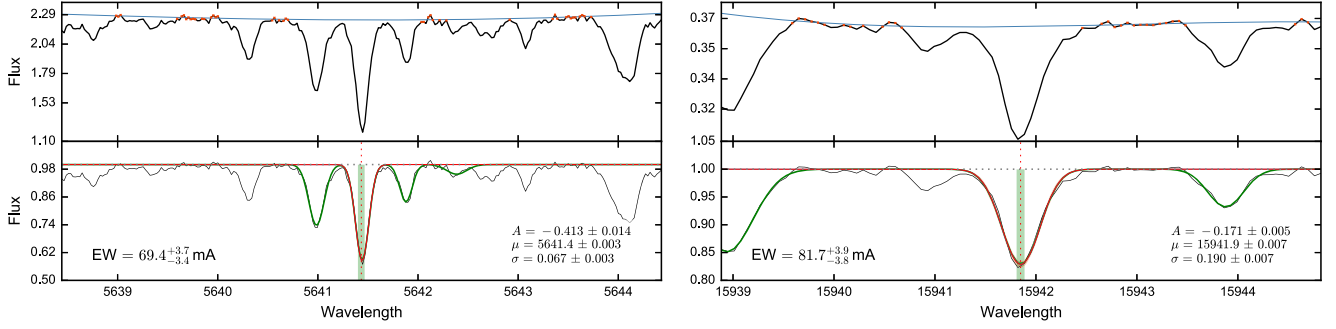 2.29
2.04
1.79
1.53
1.10
Flux
0.98
0.86
0.74
0.62
0.50
Flux
EW = 69.4 +3.7 −3.4 mA
A = −0.413 ± 0.014
μ = 5641.4 ± 0.003
σ = 0.067 ± 0.003
5639 5640 5641 5642 5643 5644
Wavelength
0.37
0.35
0.34
0.32
1.05
1.00
0.95
0.90
0.85
0.80
EW = 81.7 +3.9 −3.8 mA
A = −0.171 ± 0.005
μ = 15941.9 ± 0.007
σ = 0.190 ± 0.007
15939 15940 15941 15942 15943 15944
Wavelength